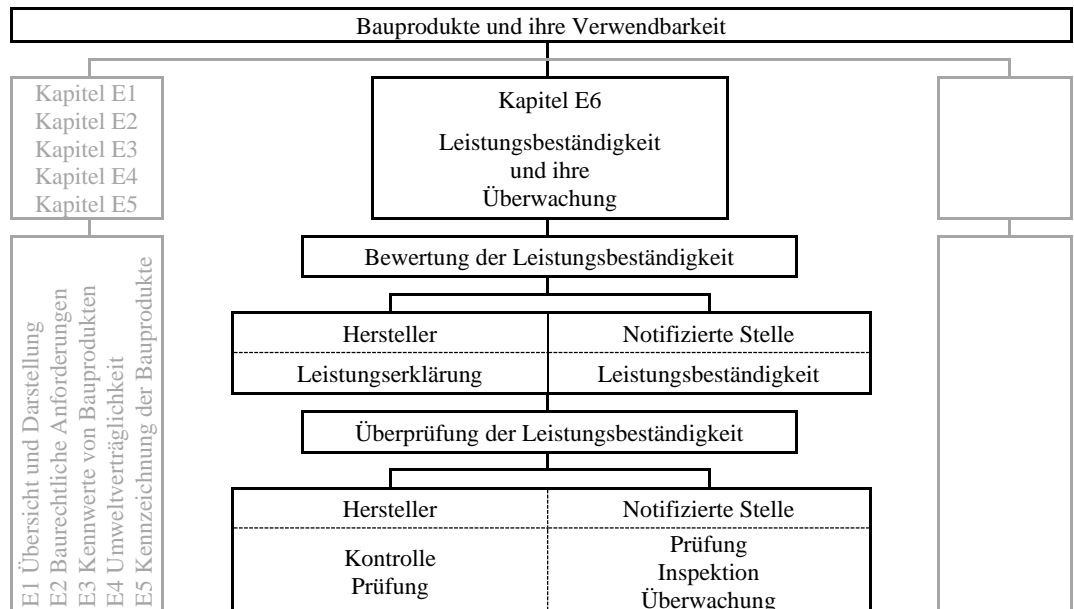 Bauprodukte und ihre Verwendbarkeit
Kapitel E1
Kapitel E2
Kapitel E3
Kapitel E4
Kapitel E5
E1 Übersicht und Darstellung
E2 Baurechtliche Anforderungen
E3 Kennwerte von Bauprodukten
E4 Umweltverträglichkeit
E5 Kennzeichnung der Bauprodukte
Kapitel E6
Leistungsbeständigkeit
und ihre
Überwachung
Bewertung der Leistungsbeständigkeit
Hersteller
Notifizierte Stelle
Leistungserklärung
Leistungsbeständigkeit
Überprüfung der Leistungsbeständigkeit
Hersteller
Notifizierte Stelle
Kontrolle
Prüfung
Prüfung
Inspektion
Überwachung